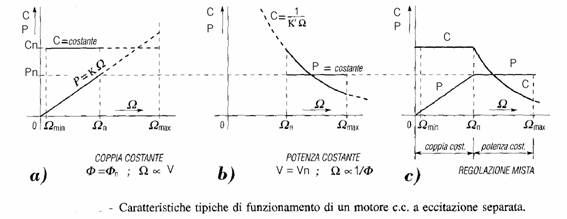 C
P
Cn
C = costante
P = KΩ
Pn
Ω
0
Ωmin
Ωn
Ωmax
a)
COPPIA COSTANTE
Φ=Φn ; Ω ∝ V
C
P
C = 1/K'Ω
P = costante
Ω
0
Ωn
Ωmax
b)
POTENZA COSTANTE
V = Vn ; Ω ∝ 1/Φ
C
P
C
P
P
C
Ω
0
Ωmin
Ωn
Ωmax
coppia cost.
potenza cost.
c)
REGOLAZIONE MISTA
- Caratteristiche tipiche di funzionamento di un motore c.c. a eccitazione separata.